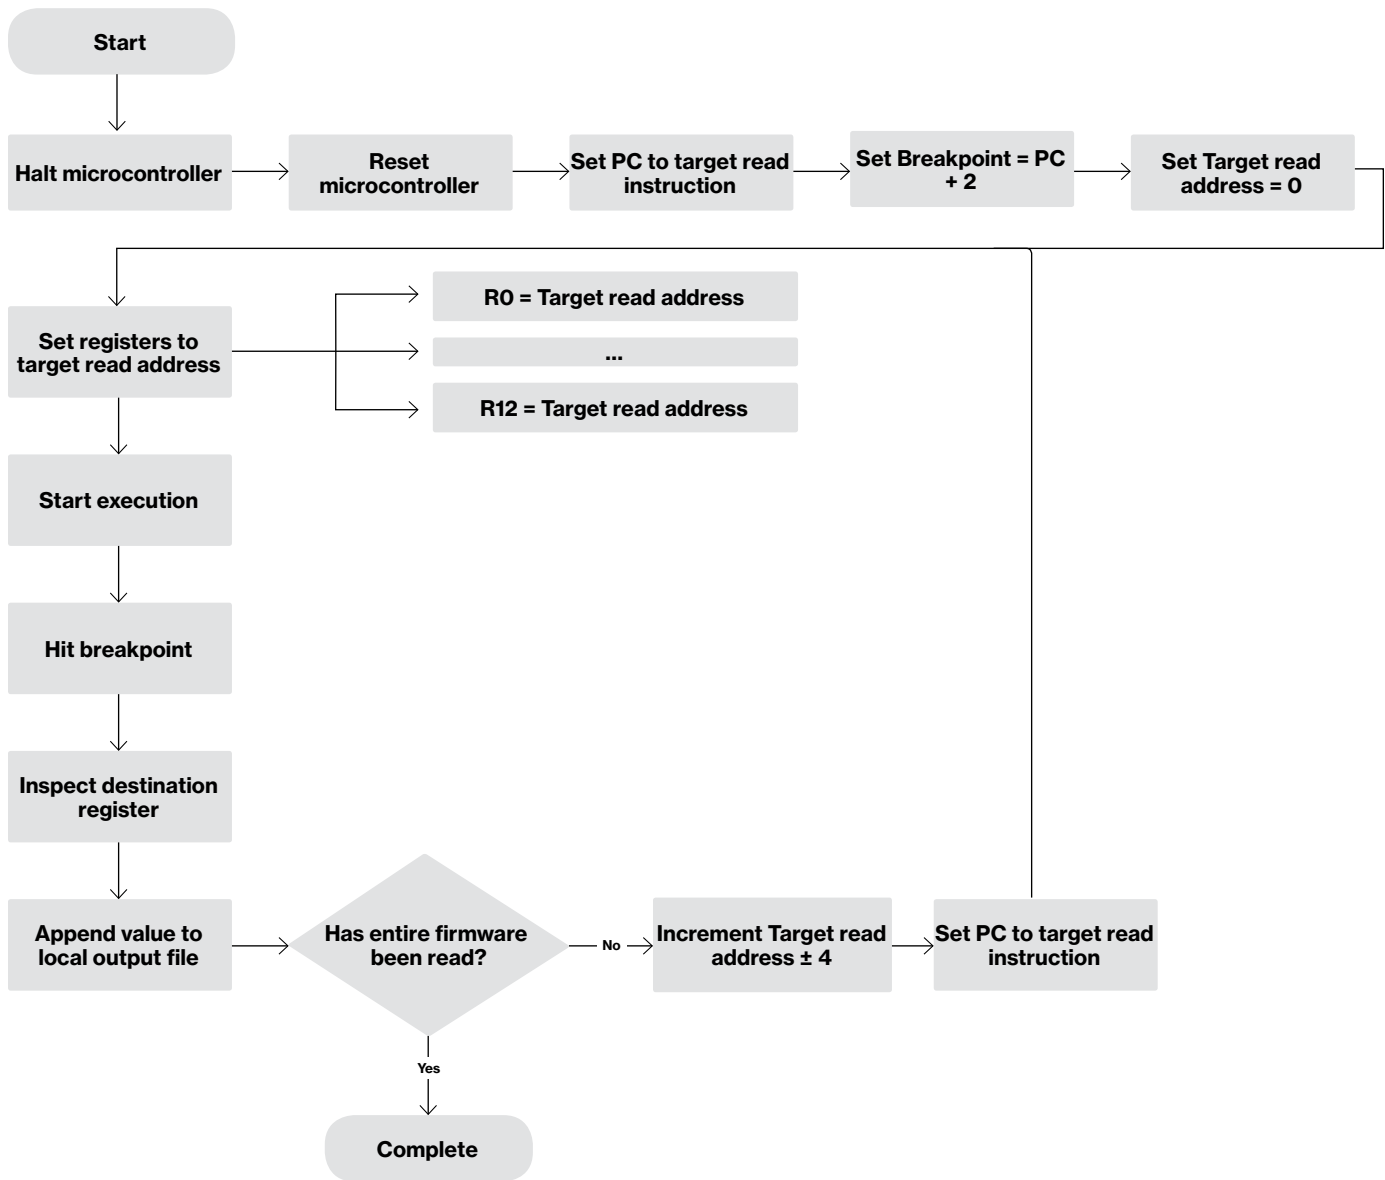 Start
Halt microcontroller
Reset
microcontroller
Set PC to target read
instruction
Set Breakpoint = PC
+ 2
Set Target read
address = 0
Set registers to
target read address
R0 = Target read address
...
R12 = Target read address
Start execution
Hit breakpoint
Inspect destination
register
Append value to
local output file
Has entire firmware
been read?
No
Increment Target read
address ± 4
Set PC to target read
instruction
Yes
Complete